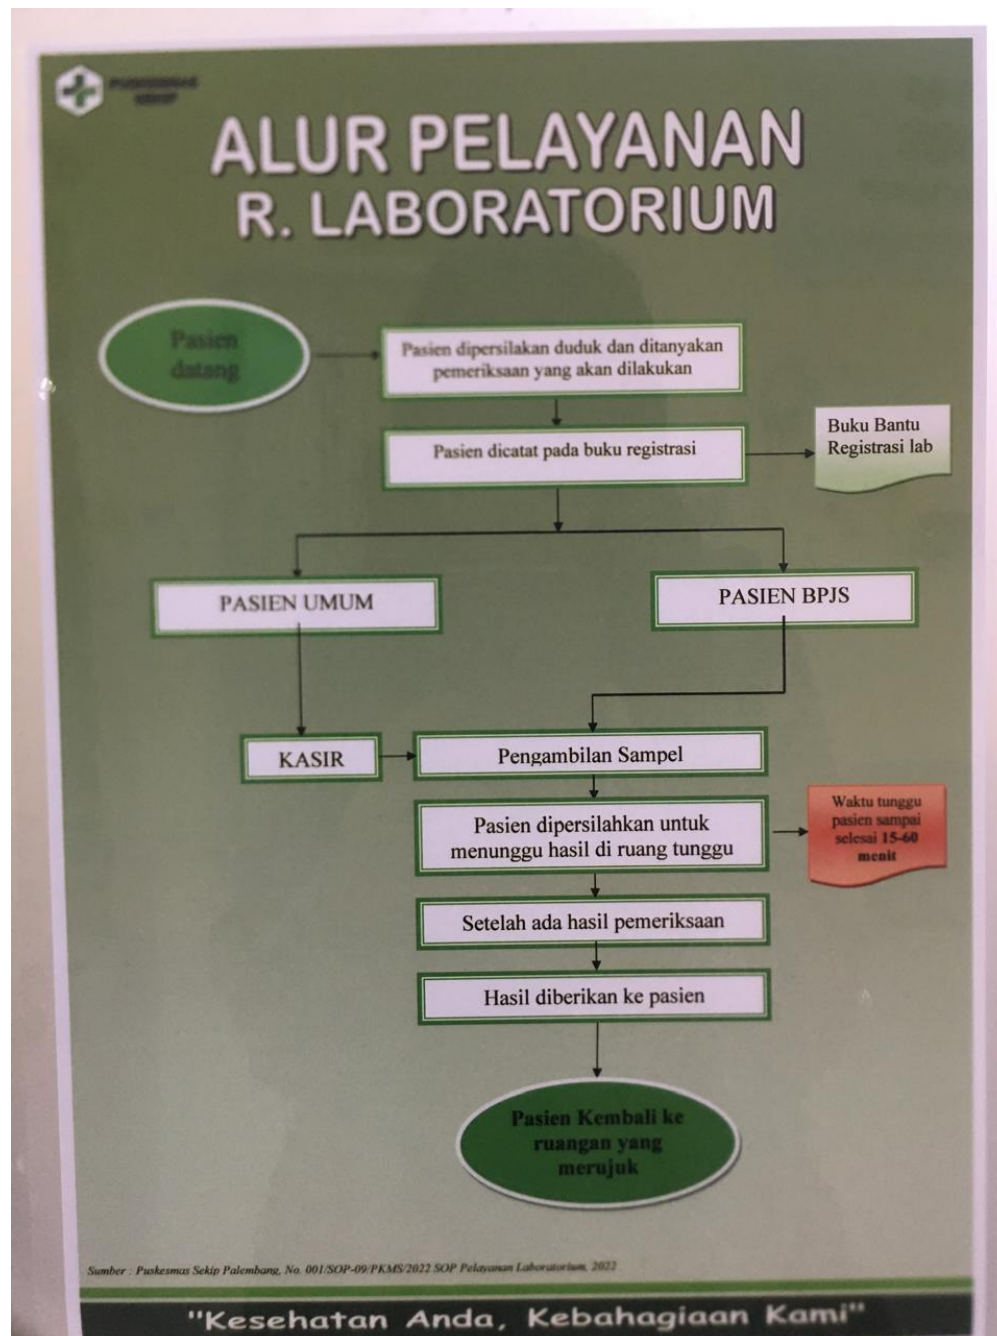 PUSKESMAS
SEKIP
ALUR PELAYANAN
R. LABORATORIUM
Pasien
datang
Pasien dipersilakan duduk dan ditanyakan
pemeriksaan yang akan dilakukan
Pasien dicatat pada buku registrasi
Buku Bantu
Registrasi lab
PASIEN UMUM
PASIEN BPJS
KASIR
Pengambilan Sampel
Pasien dipersilahkan untuk
menunggu hasil di ruang tunggu
Waktu tunggu
pasien sampai
selesai 15-60
menit
Setelah ada hasil pemeriksaan
Hasil diberikan ke pasien
Pasien Kembali ke
ruangan yang
merujuk
Sumber : Puskesmas Sekip Palembang, No. 001/SOP-09/PKMS/2022 SOP Pelayanan Laboratorium, 2022
"Kesehatan Anda, Kebahagiaan Kami"